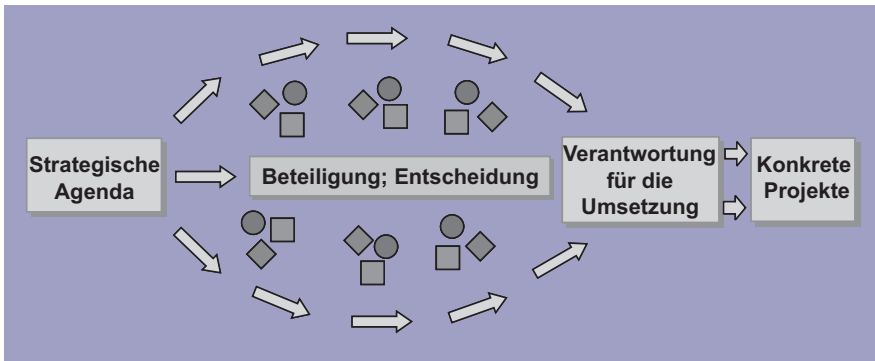 Strategische
Agenda
Beteiligung; Entscheidung
Verantwortung
für die
Umsetzung
Konkrete
Projekte